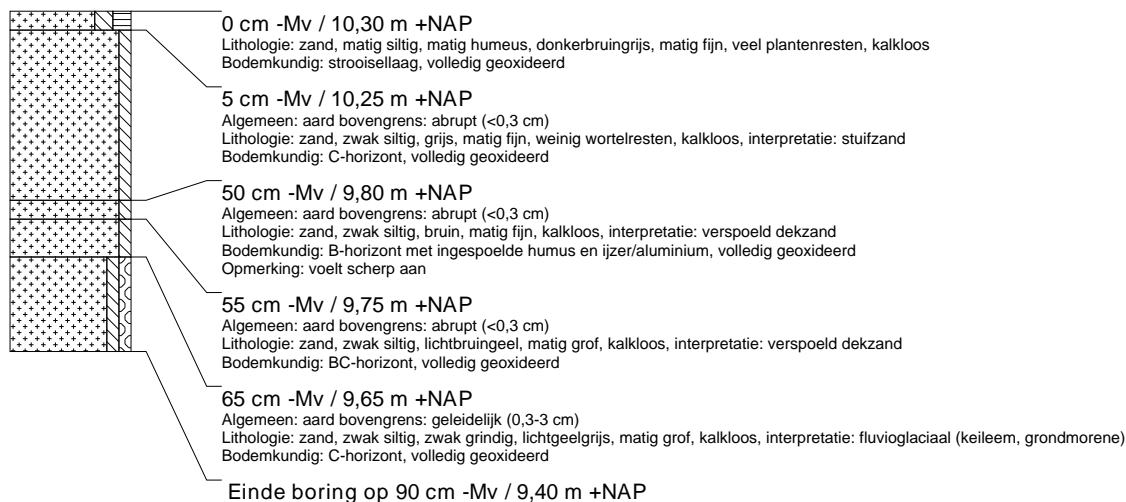 0 cm -Mv / 10,30 m +NAP
Lithologie: zand, matig siltig, matig humeus, donkerbruingrijs, matig fijn, veel plantenresten, kalkloos
Bodemkundig: strooisellaag, volledig geoxideerd
5 cm -Mv / 10,25 m +NAP
Algemeen: aard bovengrens: abrupt (<0,3 cm)
Lithologie: zand, zwak siltig, grijs, matig fijn, weinig wortelresten, kalkloos, interpretatie: stuifzand
Bodemkundig: C-horizont, volledig geoxideerd
50 cm -Mv / 9,80 m +NAP
Algemeen: aard bovengrens: abrupt (<0,3 cm)
Lithologie: zand, zwak siltig, bruin, matig fijn, kalkloos, interpretatie: verspoeld dekzand
Bodemkundig: B-horizont met ingespoelde humus en ijzer/aluminium, volledig geoxideerd
Opmerking: voelt scherp aan
55 cm -Mv / 9,75 m +NAP
Algemeen: aard bovengrens: abrupt (<0,3 cm)
Lithologie: zand, zwak siltig, lichtbruingeel, matig grof, kalkloos, interpretatie: verspoeld dekzand
Bodemkundig: BC-horizont, volledig geoxideerd
65 cm -Mv / 9,65 m +NAP
Algemeen: aard bovengrens: geleidelijk (0,3-3 cm)
Lithologie: zand, zwak siltig, zwak grindig, lichtgeelgrijs, matig grof, kalkloos, interpretatie: fluvioglaciaal (keileem, grondmorene)
Bodemkundig: C-horizont, volledig geoxideerd
Einde boring op 90 cm -Mv / 9,40 m +NAP